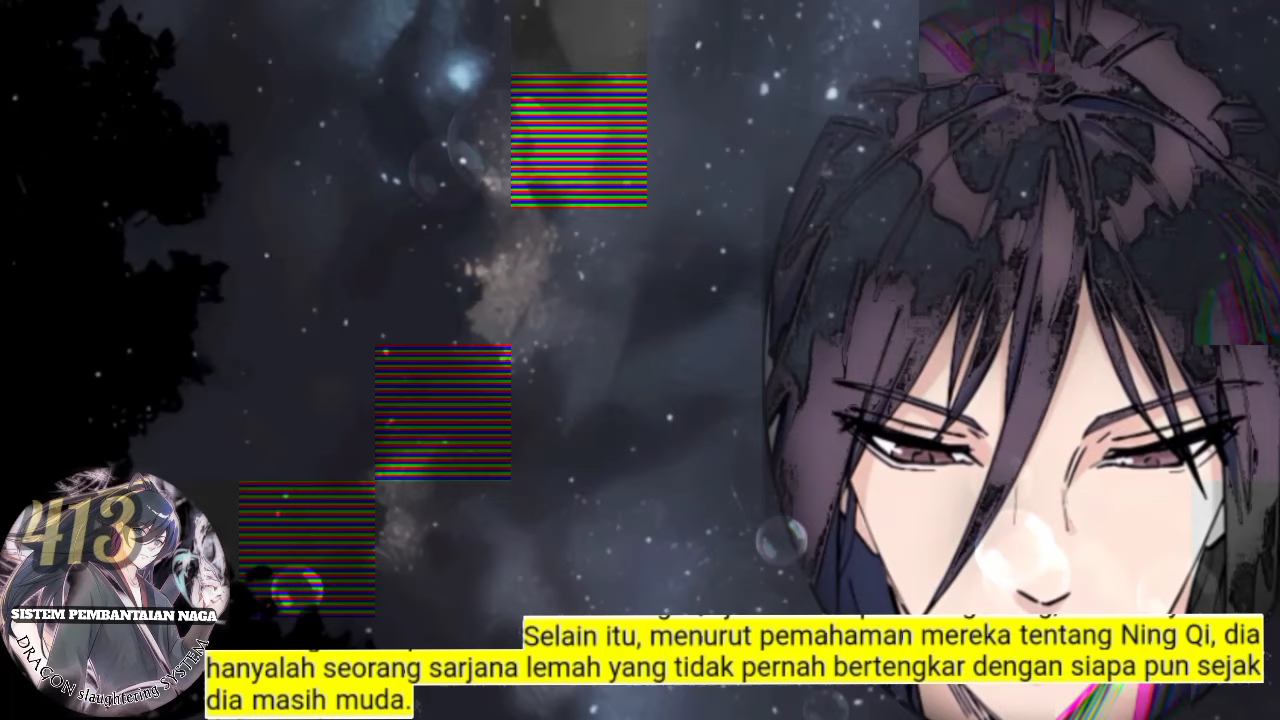 413
SISTEM PEMBANTAIAN NAGA
DRAGON slaughtering SYSTEM
Selain itu, menurut pemahaman mereka tentang Ning Qi, dia
hanyalah seorang sarjana lemah yang tidak pernah bertengkar dengan siapa pun sejak
dia masih muda.